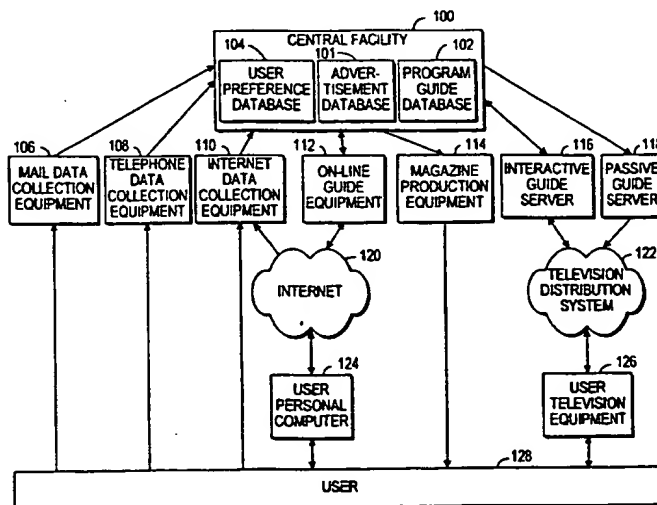 100
CENTRAL FACILITY
104
101
102
USER
PREFERENCE
DATABASE
ADVER-
TISEMENT
DATABASE
PROGRAM
GUIDE
DATABASE
106
108
110
112
114
116
118
MAIL DATA
COLLECTION
EQUIPMENT
TELEPHONE
DATA
COLLECTION
EQUIPMENT
INTERNET
DATA
COLLECTION
EQUIPMENT
ON-LINE
GUIDE
EQUIPMENT
MAGAZINE
PRODUCTION
EQUIPMENT
INTERACTIVE
GUIDE
SERVER
PASSIVE
GUIDE
SERVER
120
INTERNET
122
TELEVISION
DISTRIBUTION
SYSTEM
124
USER
PERSONAL
COMPUTER
126
USER
TELEVISION
EQUIPMENT
128
USER